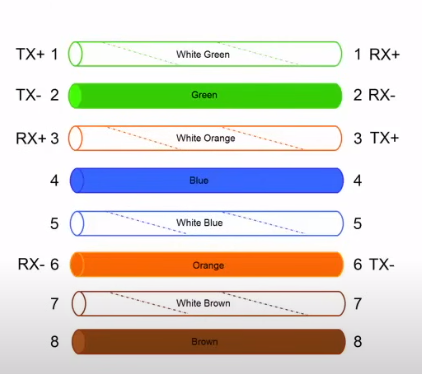 TX+ 1 White Green 1 RX+
TX- 2 Green 2 RX-
RX+ 3 White Orange 3 TX+
4 Blue 4
5 White Blue 5
RX- 6 Orange 6 TX-
7 White Brown 7
8 Brown 8